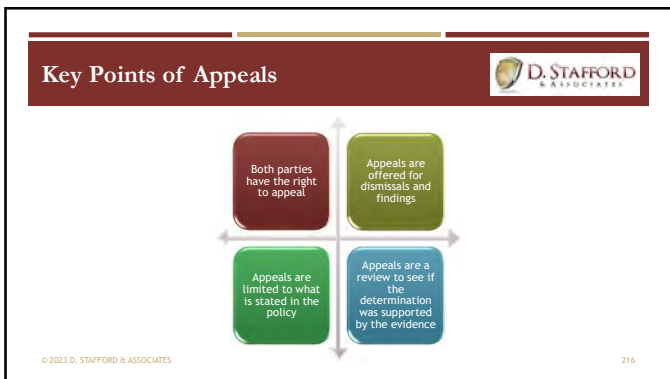 Key Points of Appeals
D. STAFFORD
& ASSOCIATES
Both parties
have the right
to appeal
Appeals are
offered for
dismissals and
findings
Appeals are
limited to what
is stated in the
policy
Appeals are a
review to see if
the
determination
was supported
by the evidence
© 2023 D. STAFFORD & ASSOCIATES
216